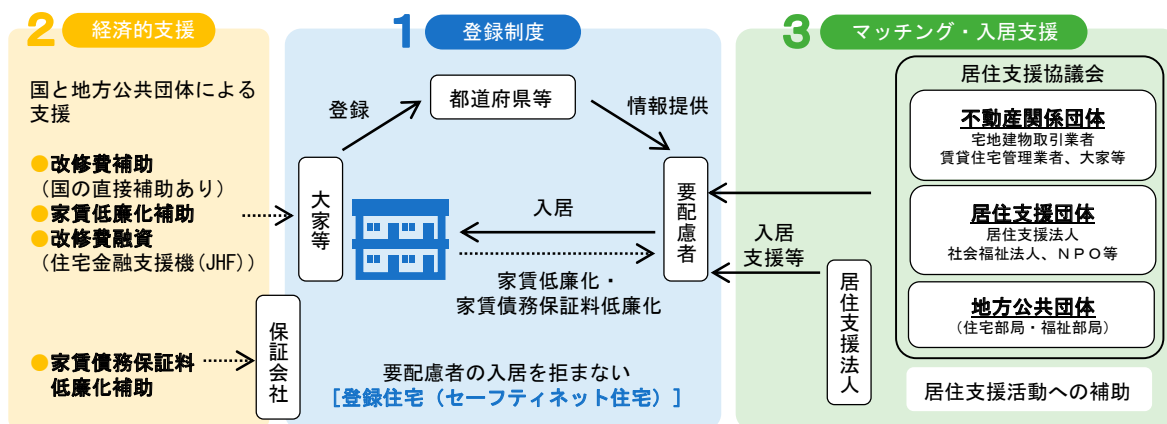 2 経済的支援
国と地方公共団体による
支援
●改修費補助
（国の直接補助あり）
●家賃低廉化補助
●改修費融資
（住宅金融支援機(JHF)）
●家賃債務保証料
低廉化補助
1 登録制度
都道府県等
登録
情報提供
大家等
要配慮者
入居
家賃低廉化・
家賃債務保証料低廉化
保証会社
要配慮者の入居を拒まない
[登録住宅（セーフティネット住宅）]
3 マッチング・入居支援
居住支援協議会
不動産関係団体
宅地建物取引業者
賃貸住宅管理業者、大家等
居住支援団体
居住支援法人
社会福祉法人、ＮＰＯ等
地方公共団体
（住宅部局・福祉部局）
入居
支援等
居住支援法人
居住支援活動への補助